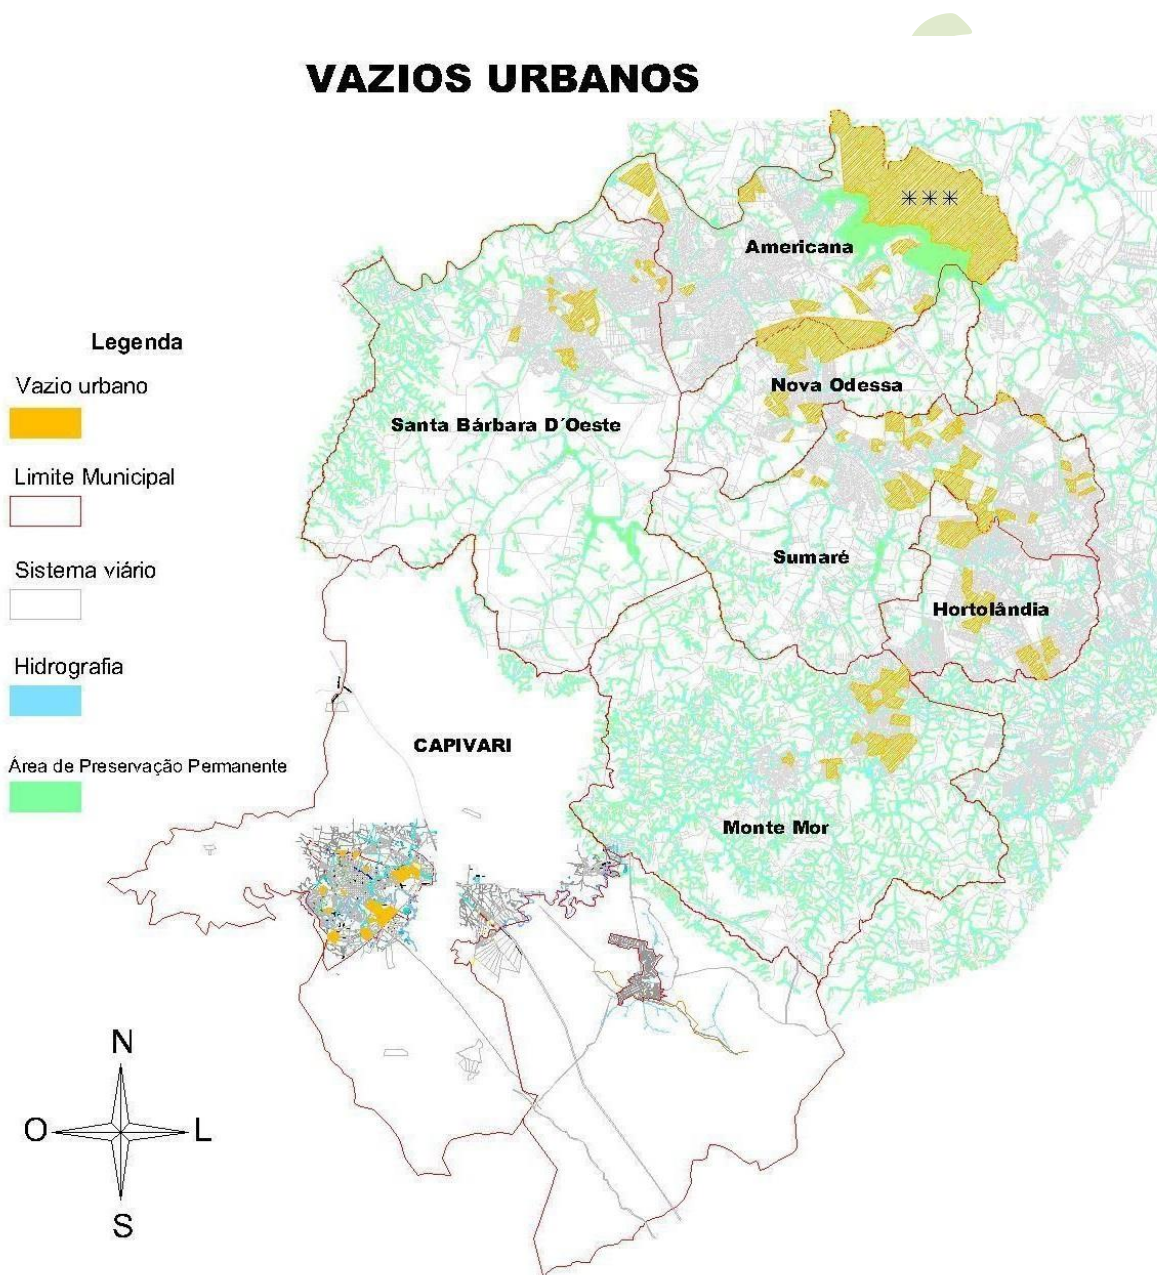 VAZIOS URBANOS
***
Americana
Legenda
Vazio urbano
Nova Odessa
Santa Bárbara D´Oeste
Limite Municipal
Sumaré
Sistema viário
Hortolândia
Hidrografia
CAPIVARI
Área de Preservação Permanente
Monte Mor
N
O
L
S